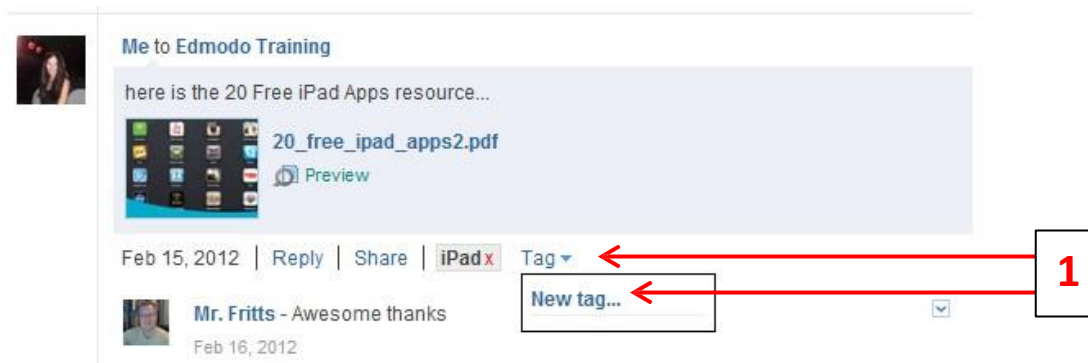 Me to Edmodo Training
here is the 20 Free iPad Apps resource...
20_free_ipad_apps2.pdf
Preview
Feb 15, 2012 | Reply | Share | iPad x Tag
1
New tag...
Mr. Fritts - Awesome thanks
Feb 16, 2012